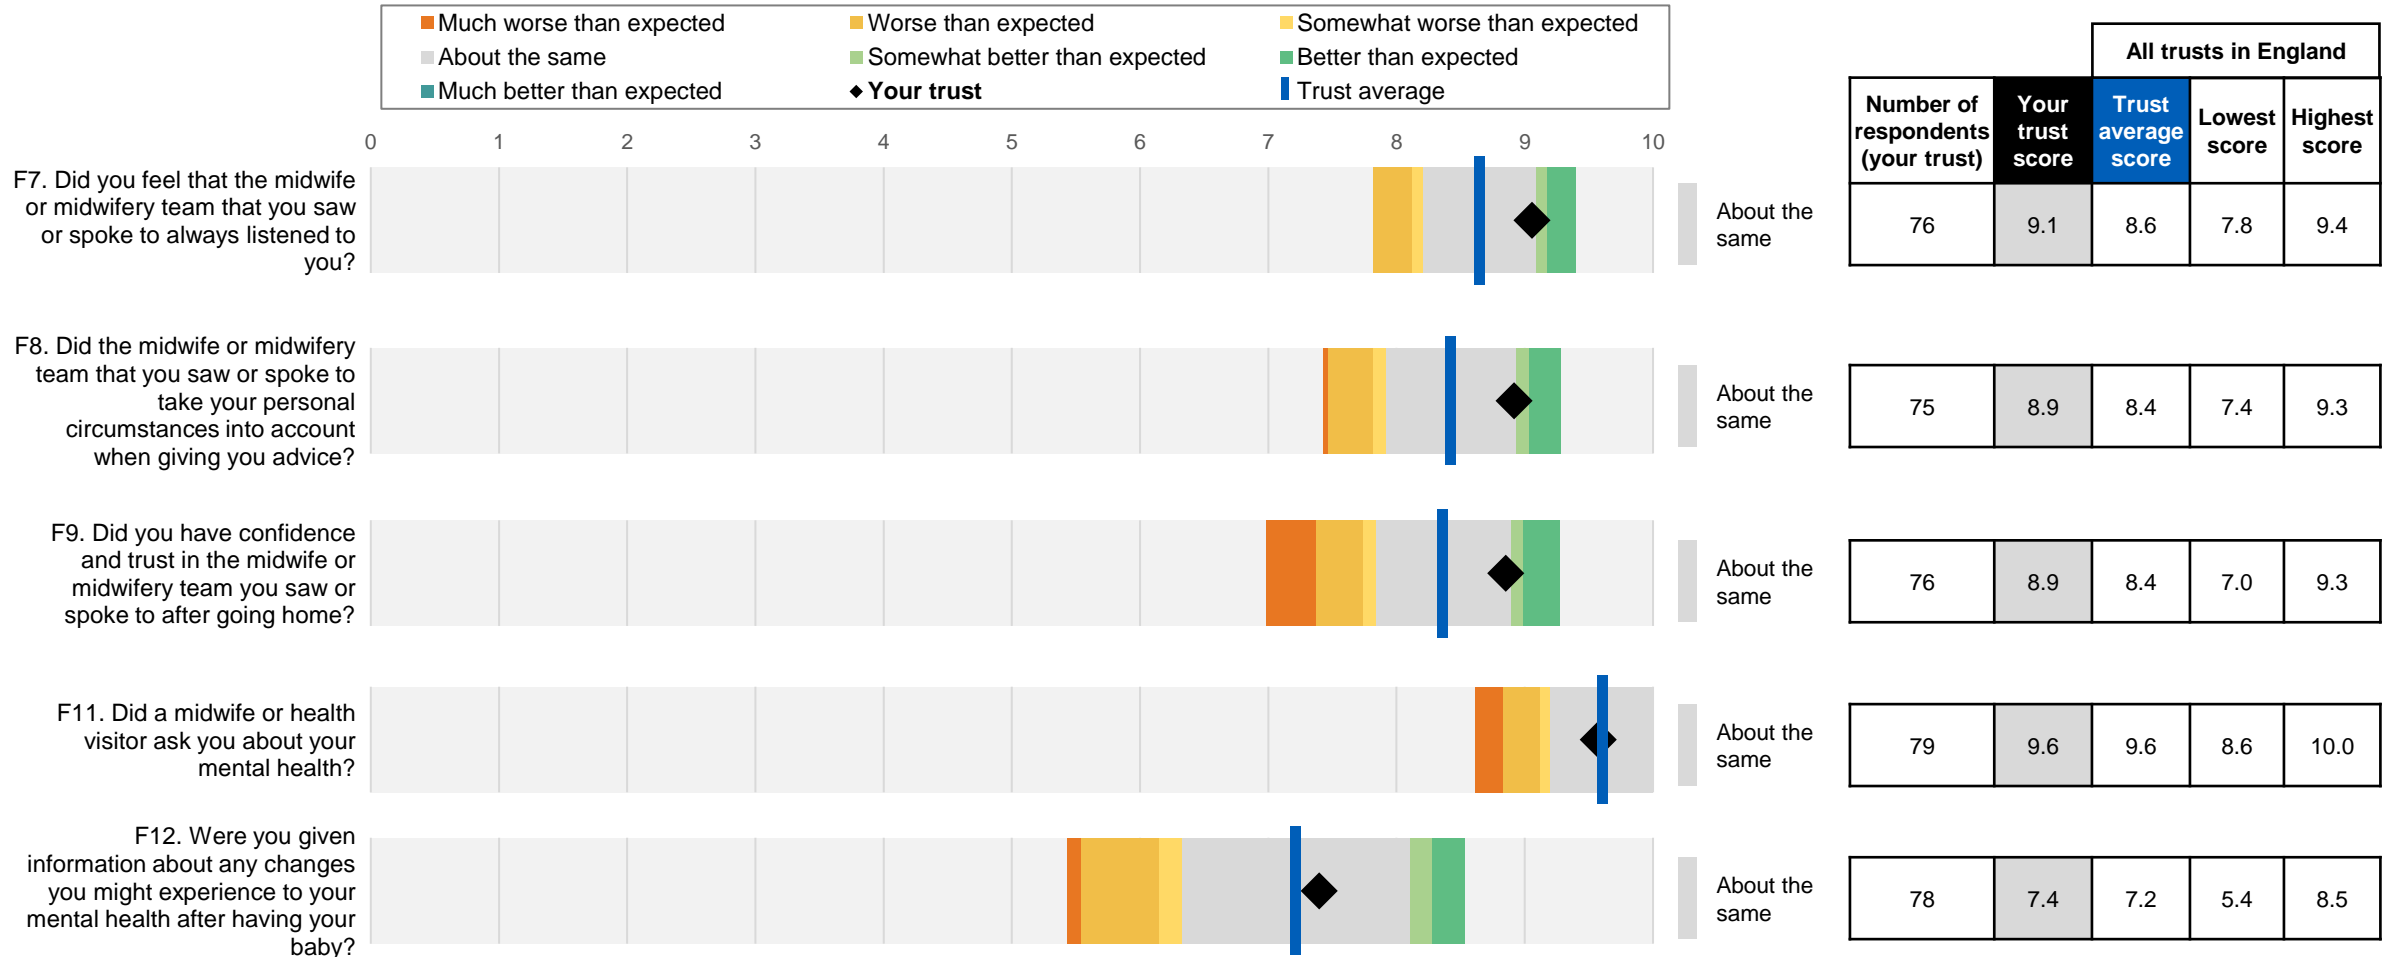 Much worse than expected
Worse than expected
Somewhat worse than expected
About the same
Somewhat better than expected
Better than expected
Much better than expected
Your trust
Trust average
All trusts in England
Number of
respondents
(your trust)
Your
trust
score
Trust
average
score
Lowest
score
Highest
score
0 1 2 3 4 5 6 7 8 9 10
F7. Did you feel that the midwife
or midwifery team that you saw
or spoke to always listened to
you?
About the
same
76 9.1 8.6 7.8 9.4
F8. Did the midwife or midwifery
team that you saw or spoke to
take your personal
circumstances into account
when giving you advice?
About the
same
75 8.9 8.4 7.4 9.3
F9. Did you have confidence
and trust in the midwife or
midwifery team you saw or
spoke to after going home?
About the
same
76 8.9 8.4 7.0 9.3
F11. Did a midwife or health
visitor ask you about your
mental health?
About the
same
79 9.6 9.6 8.6 10.0
F12. Were you given
information about any changes
you might experience to your
mental health after having your
baby?
About the
same
78 7.4 7.2 5.4 8.5